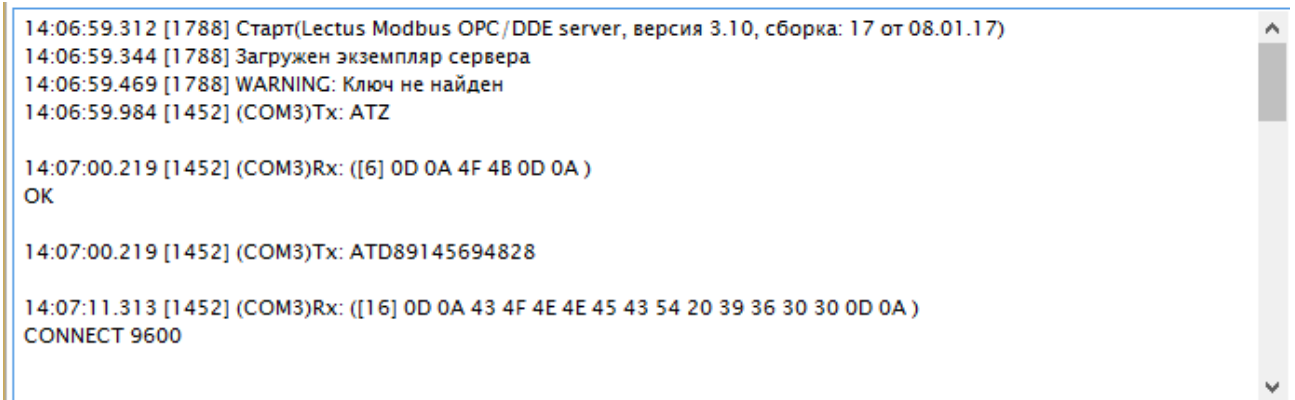 14:06:59.312 [1788] Старт(Lectus Modbus OPC/DDE server, версия 3.10, сборка: 17 от 08.01.17)
14:06:59.344 [1788] Загружен экземпляр сервера
14:06:59.469 [1788] WARNING: Ключ не найден
14:06:59.984 [1452] (COM3)Tx: ATZ
14:07:00.219 [1452] (COM3)Rx: ([6] 0D 0A 4F 4B 0D 0A )
OK
14:07:00.219 [1452] (COM3)Tx: ATD89145694828
14:07:11.313 [1452] (COM3)Rx: ([16] 0D 0A 43 4F 4E 4E 45 43 54 20 39 36 30 30 0D 0A )
CONNECT 9600